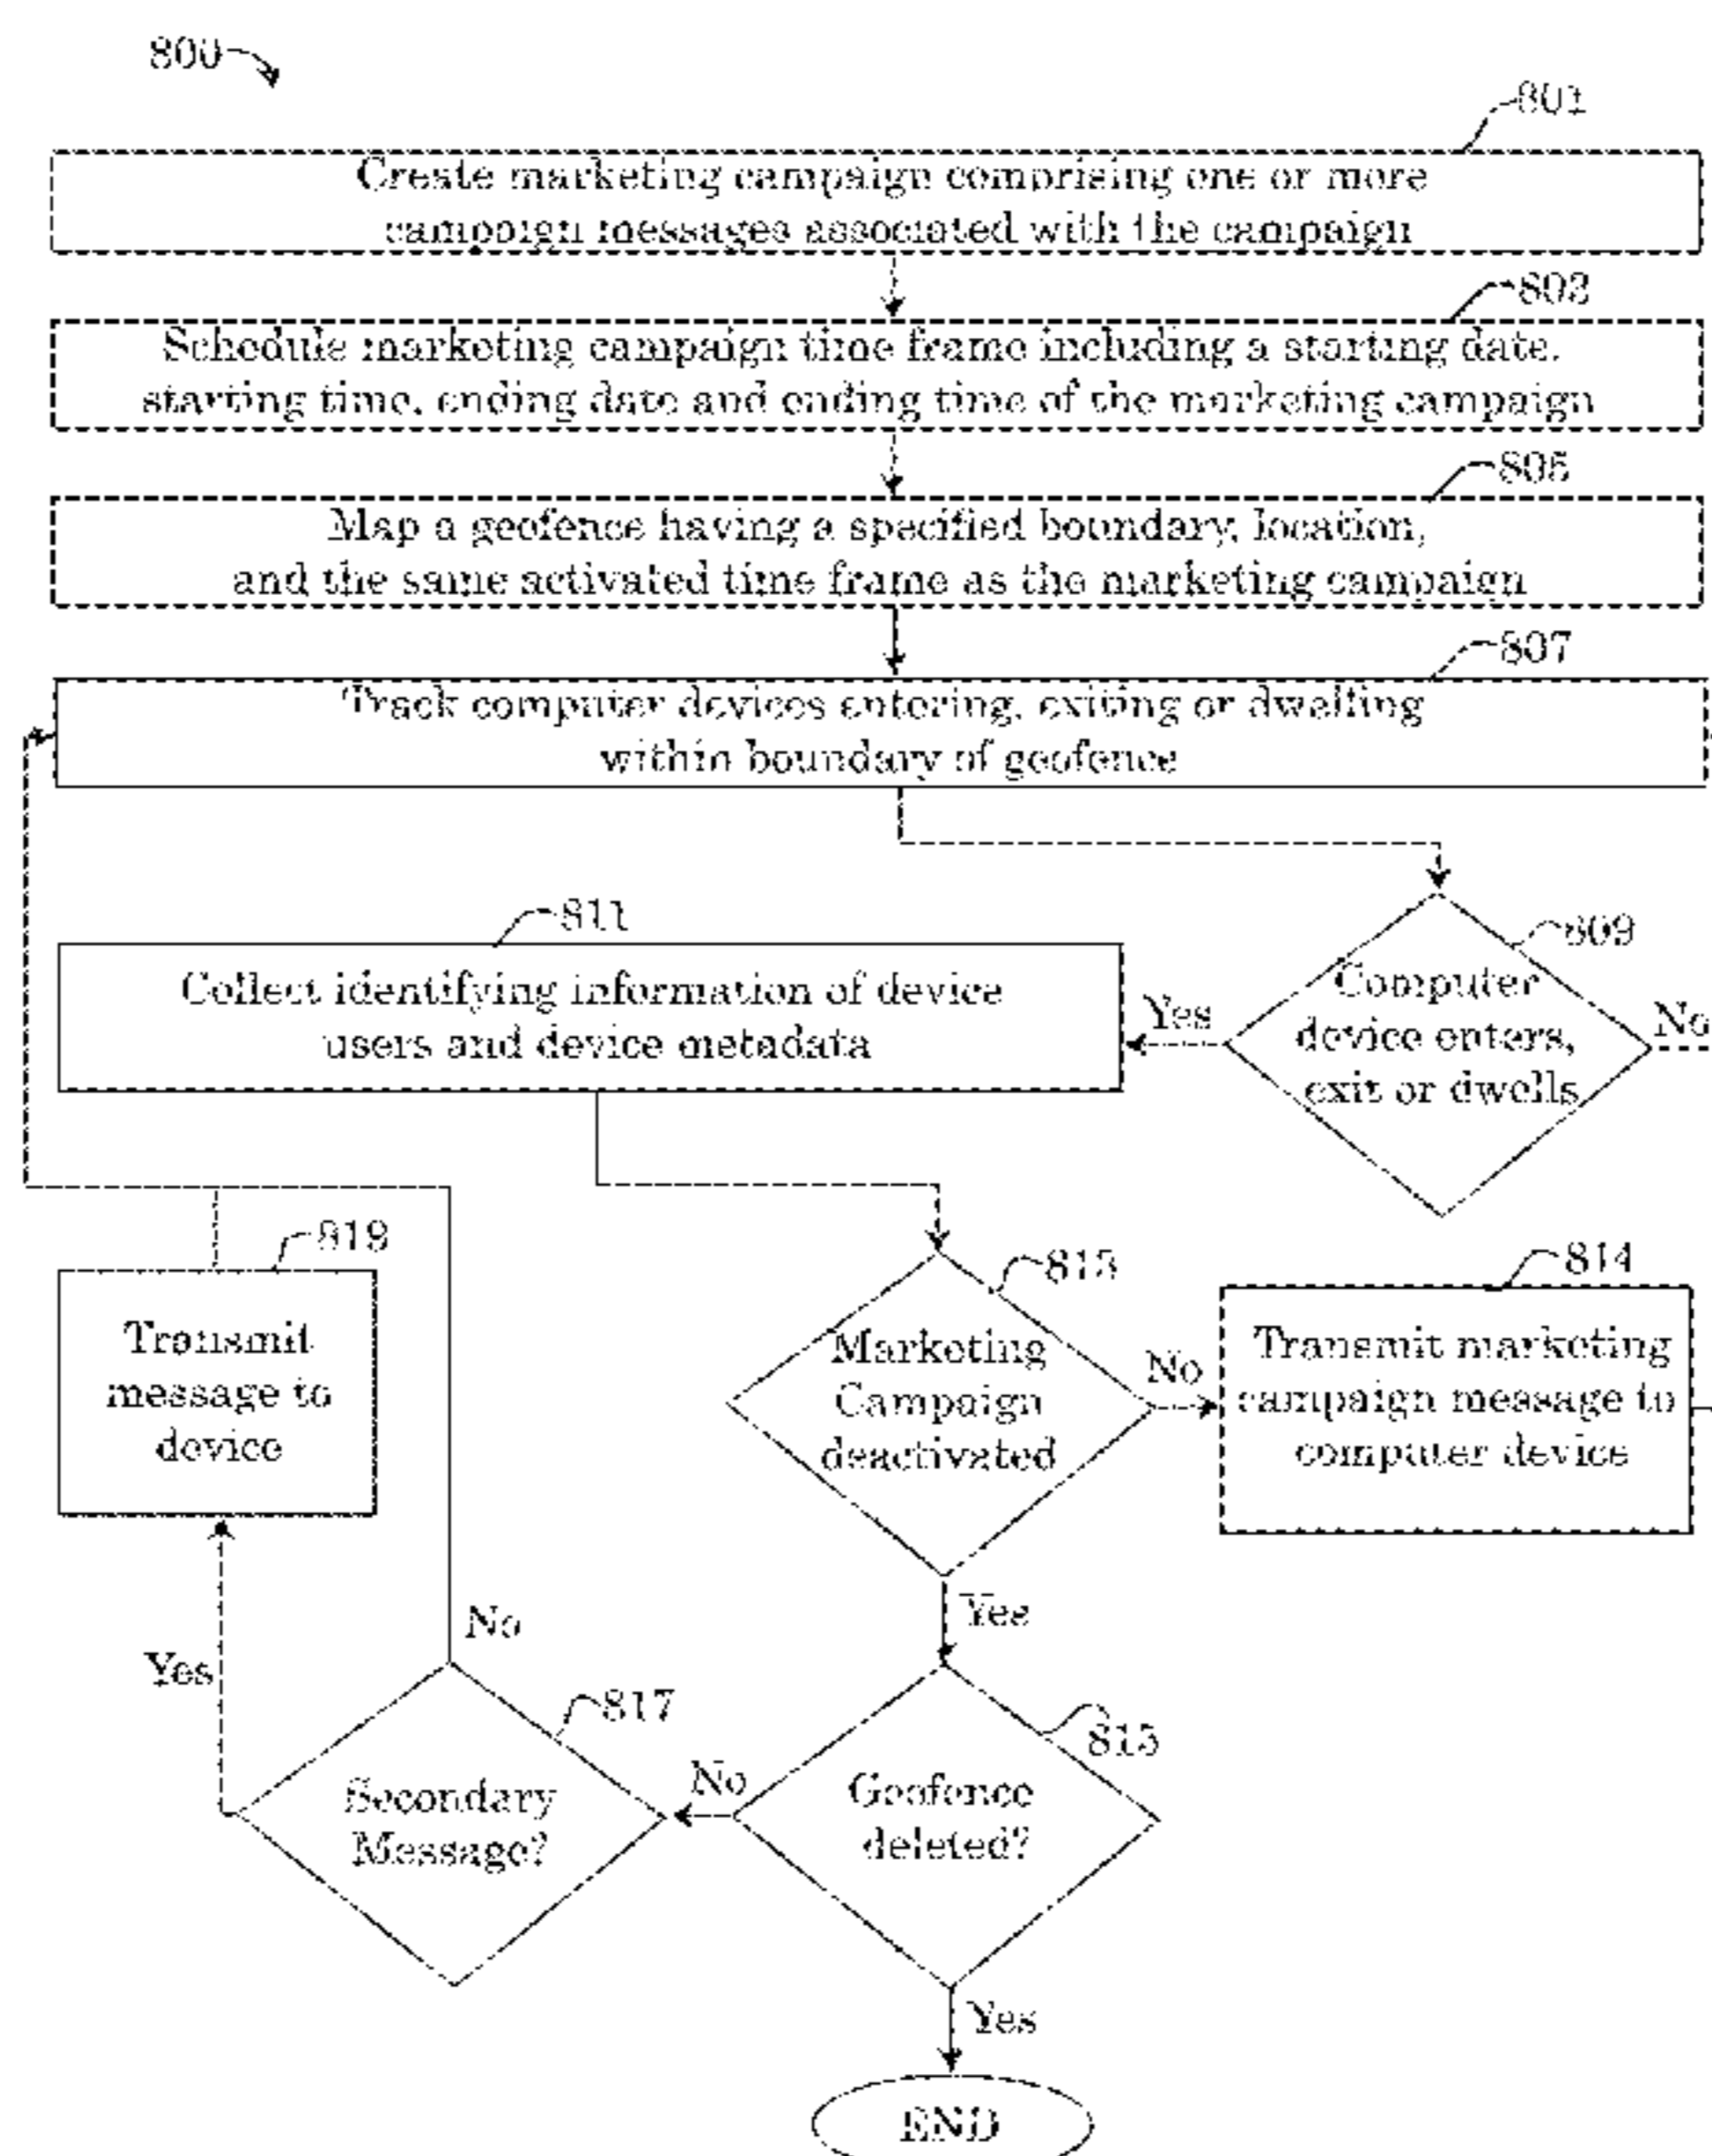 800
801
Create marketing campaign comprising one or more
campaign messages associated with the campaign
803
Schedule marketing campaign time frame including a starting date,
starting time, ending date and ending time of the marketing campaign
805
Map a geofence having a specified boundary, location,
and the same activated time frame as the marketing campaign
807
Track computer devices entering, exiting or dwelling
within boundary of geofence
811
Collect identifying information of device
users and device metadata
809
Computer
device enters,
exit or dwells
Yes
No
819
Transmit
message to
device
813
Marketing
Campaign
deactivated
No
814
Transmit marketing
campaign message to
computer device
Yes
No
Yes
817
Secondary
Message?
No
815
Geofence
deleted?
Yes
END